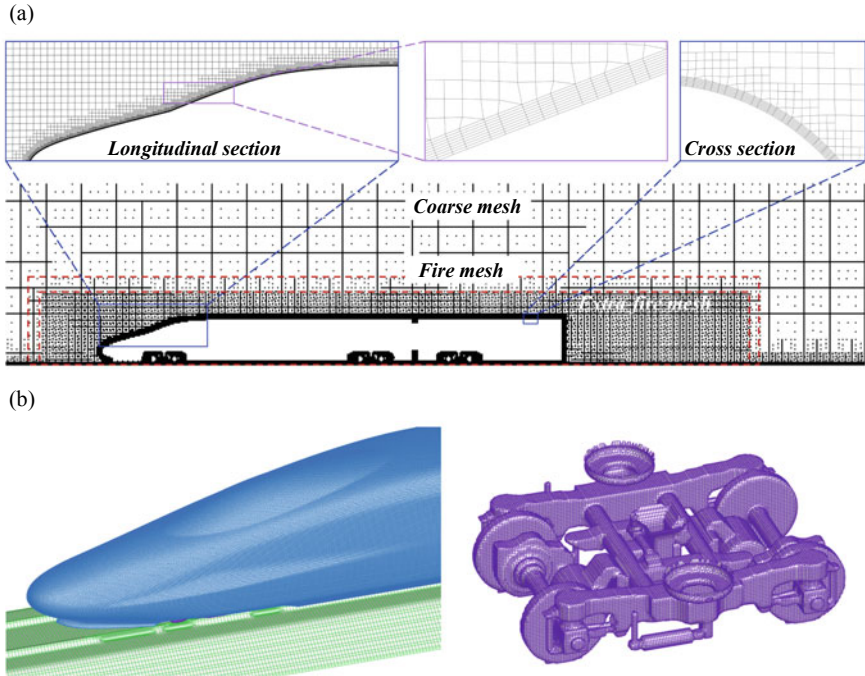 (a)
Longitudinal section
Cross section
Coarse mesh
Fire mesh
Extra fire mesh
(b)